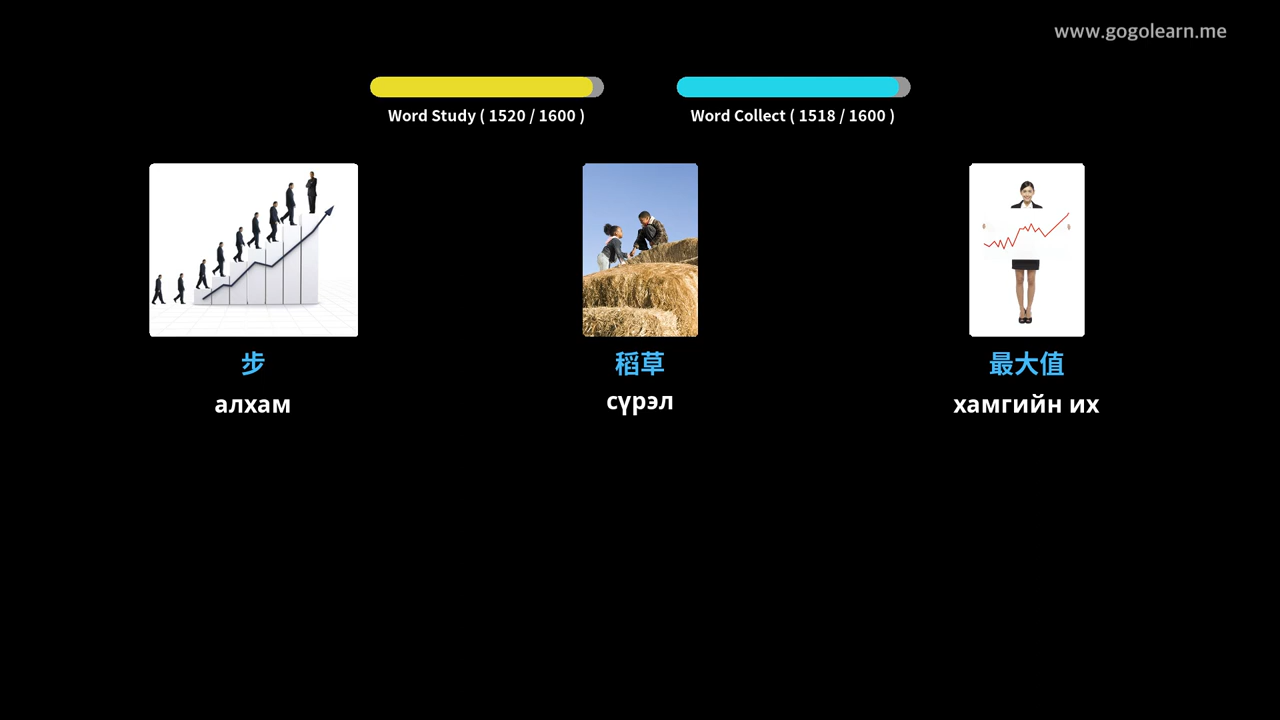 www.gogolearn.me
Word Study ( 1520 / 1600 )
Word Collect ( 1518 / 1600 )
步
алхам
稻草
сүрэл
最大值
хамгийн их